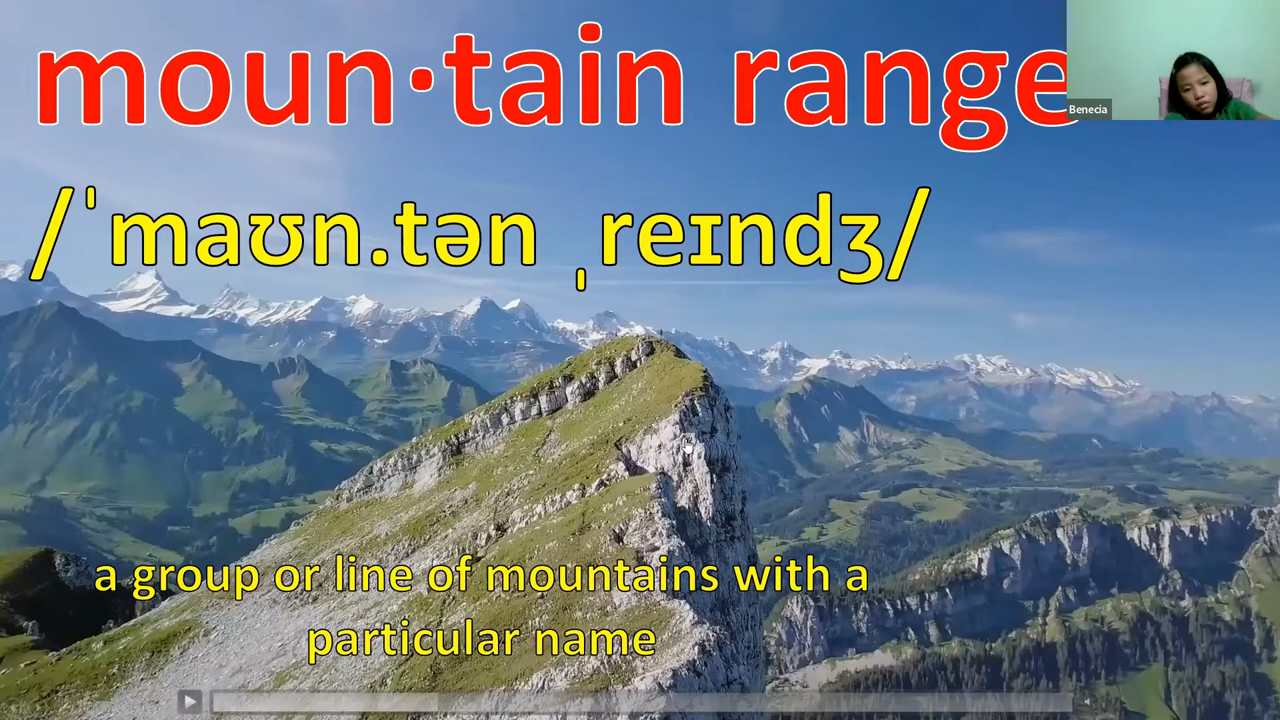 moun·tain range
Benecia
/ˈmaʊn.tən ˌreɪndʒ/
a group or line of mountains with a
particular name